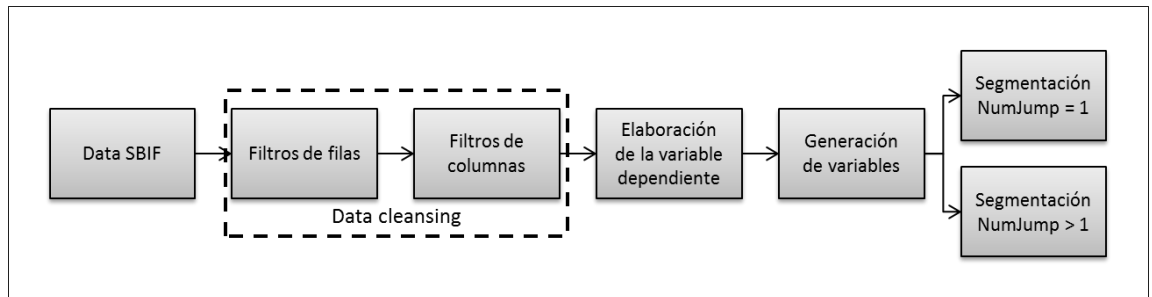 Data SBIF
Filtros de filas
Filtros de
columnas
Data cleansing
Elaboración
de la variable
dependiente
Generación
de variables
Segmentación
NumJump = 1
Segmentación
NumJump > 1